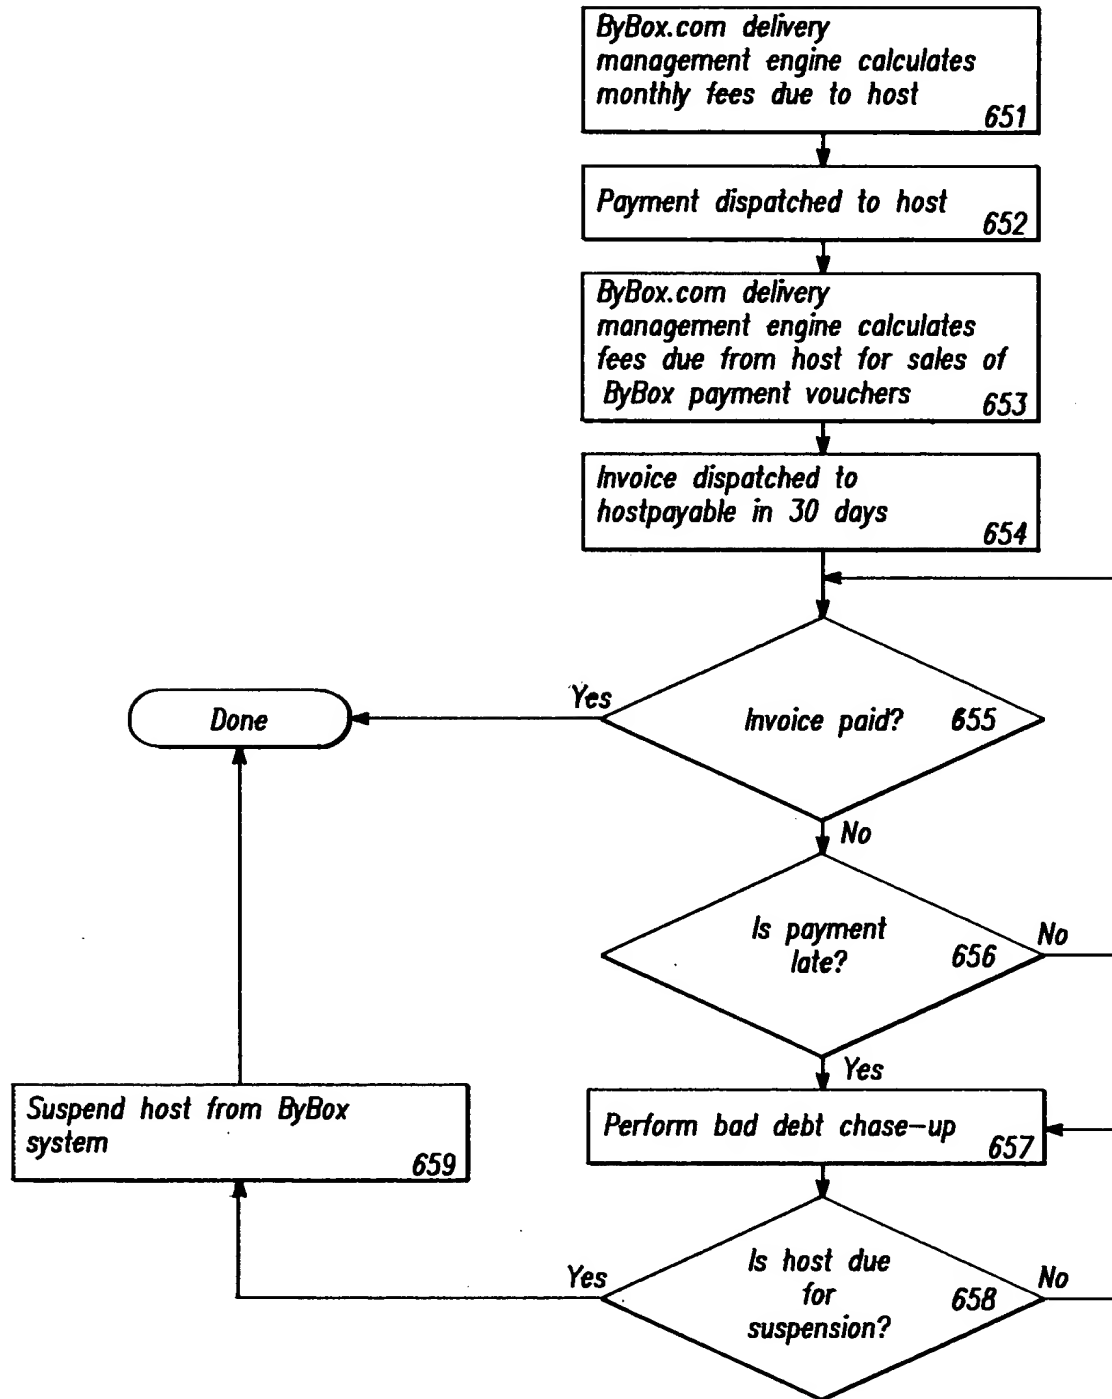 ByBox.com delivery
management engine calculates
monthly fees due to host
651
Payment dispatched to host
652
ByBox.com delivery
management engine calculates
fees due from host for sales of
ByBox payment vouchers
653
Invoice dispatched to
hostpayable in 30 days
654
Done
Yes
Invoice paid?
655
No
Is payment
late?
656
No
Yes
Suspend host from ByBox
system
659
Perform bad debt chase-up
657
Yes
Is host due
for
suspension?
658
No